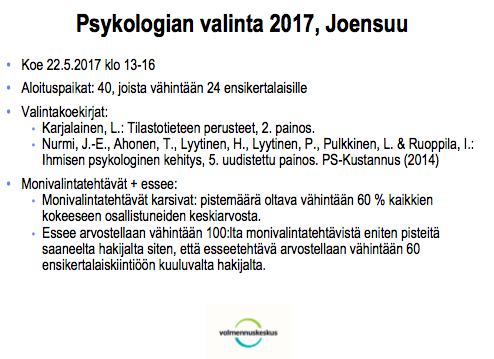 Psykologian valinta 2017, Joensuu
Koe 22.5.2017 klo 13-16
Aloituspaikat: 40, joista vähintään 24 ensikertalaisille
Valintakoekirjat:
Karjalainen, L.: Tilastotieteen perusteet, 2. painos.
Nurmi, J.-E., Ahonen, T., Lyytinen, H., Lyytinen, P., Pulkkinen, L. & Ruoppila, I.:
Ihmisen psykologinen kehitys, 5. uudistettu painos. PS-Kustannus (2014)
Monivalintatehtävät + essee:
Monivalintatehtävät karsivat: pistemäärä oltava vähintään 60 % kaikkien
kokeeseen osallistuneiden keskiarvosta.
Essee arvostellaan vähintään 100:lta monivalintatehtävistä eniten pisteitä
saaneelta hakijalta siten, että esseetehtävä arvostellaan vähintään 60
ensikertalaiskiintiöön kuuluvalta hakijalta.
valmennuskeskus